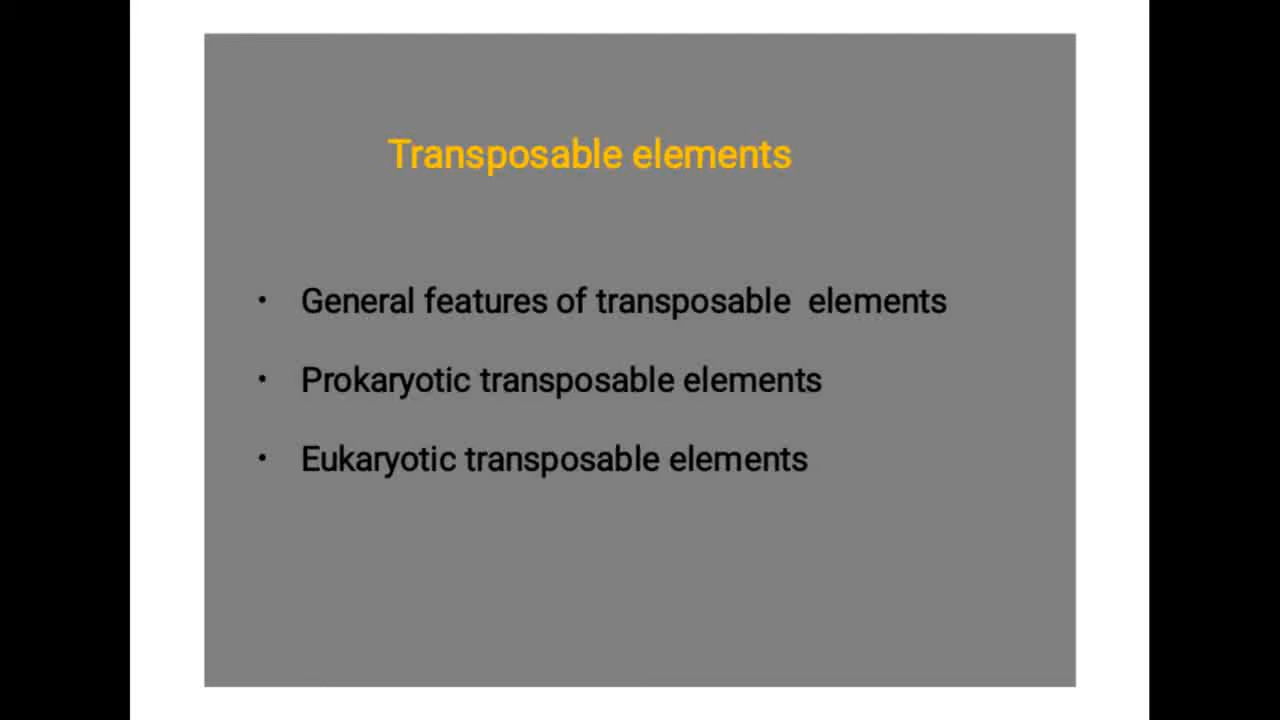 Transposable elements
• General features of transposable  elements
• Prokaryotic transposable elements
• Eukaryotic transposable elements